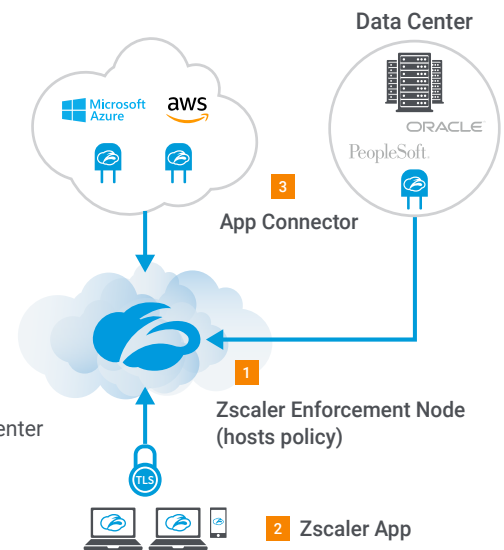 Data Center
Microsoft
Azure
aws
ORACLE
PeopleSoft
3
App Connector
1
Zscaler Enforcement Node
(hosts policy)
enter
TLS
2 Zscaler App